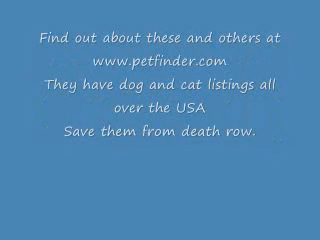 Find out about these and others at
www.petfinder.com
They have dog and cat listings all
over the USA
Save them from death row.